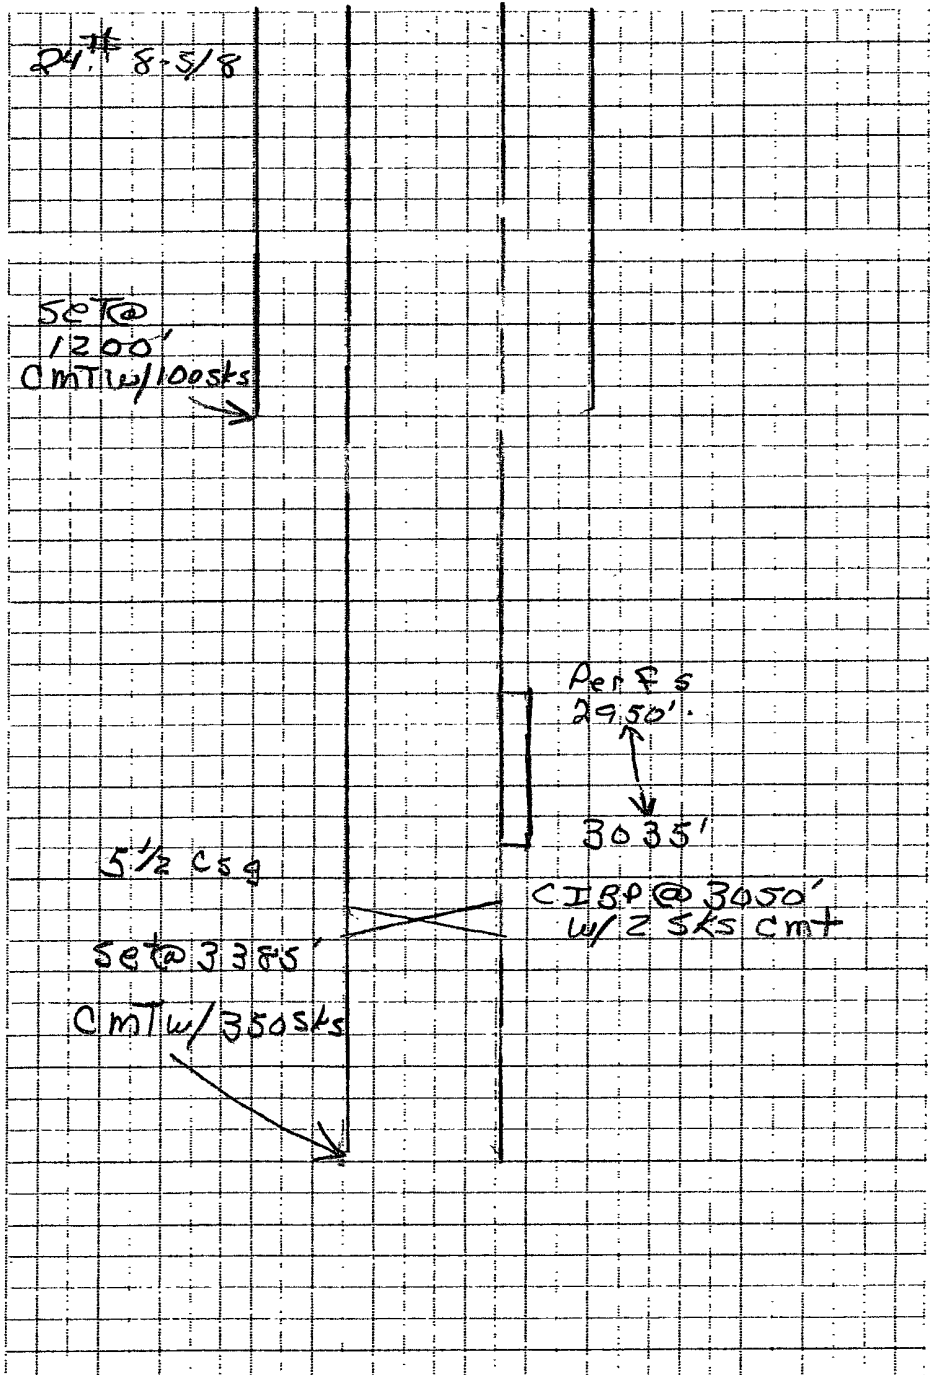 24# 8-5/8
Set@
1200'
CmT w/100sks
Perfs
2950'
3035'
5 1/2 Csg
CIBP @ 3050'
w/ 2 sks cmt
Set@ 3385'
CmT w/ 350sks